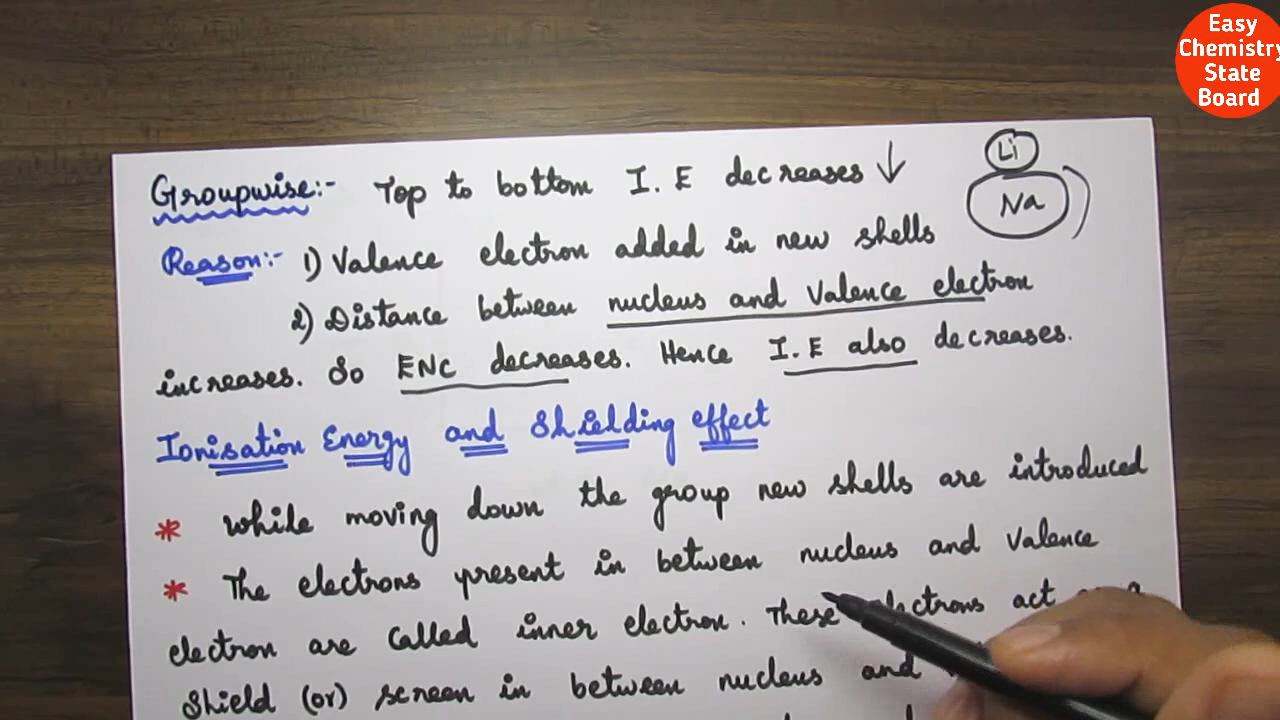 Easy
Chemistry
State
Board
Groupwise:- Top to bottom I.E decreases ↓
Li
Na
Reason:- 1) Valence electron added in new shells
2) Distance between nucleus and Valence electron
increases. So ENC decreases. Hence I.E also decreases.
Ionisation Energy and Shielding effect
* While moving down the group new shells are introduced
* The electrons present in between nucleus and Valence
electron are called inner electron. These electrons act
Shield (or) screen in between nucleus and